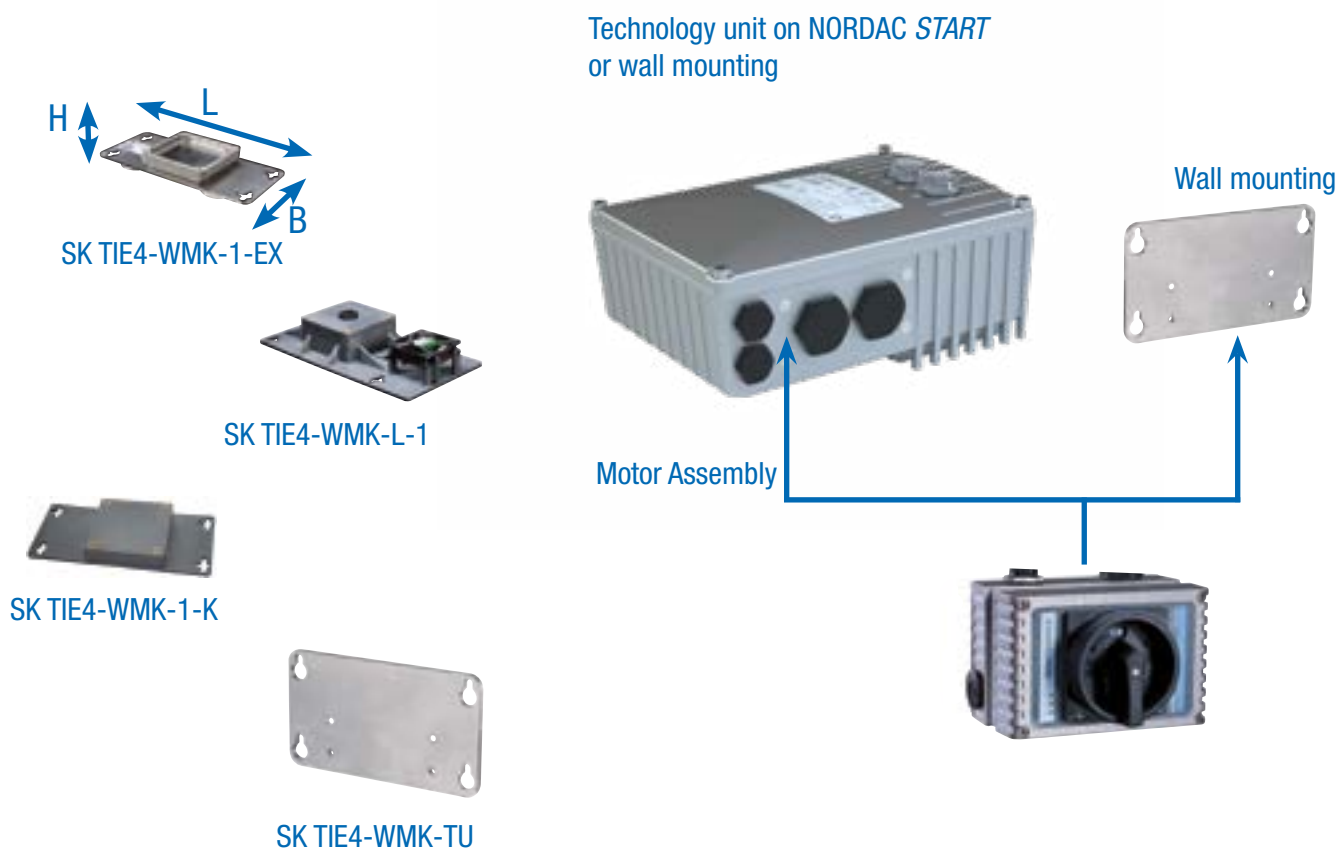 Technology unit on NORDAC START
or wall mounting
H
L
B
SK TIE4-WMK-1-EX
Wall mounting
SK TIE4-WMK-L-1
Motor Assembly
SK TIE4-WMK-1-K
SK TIE4-WMK-TU